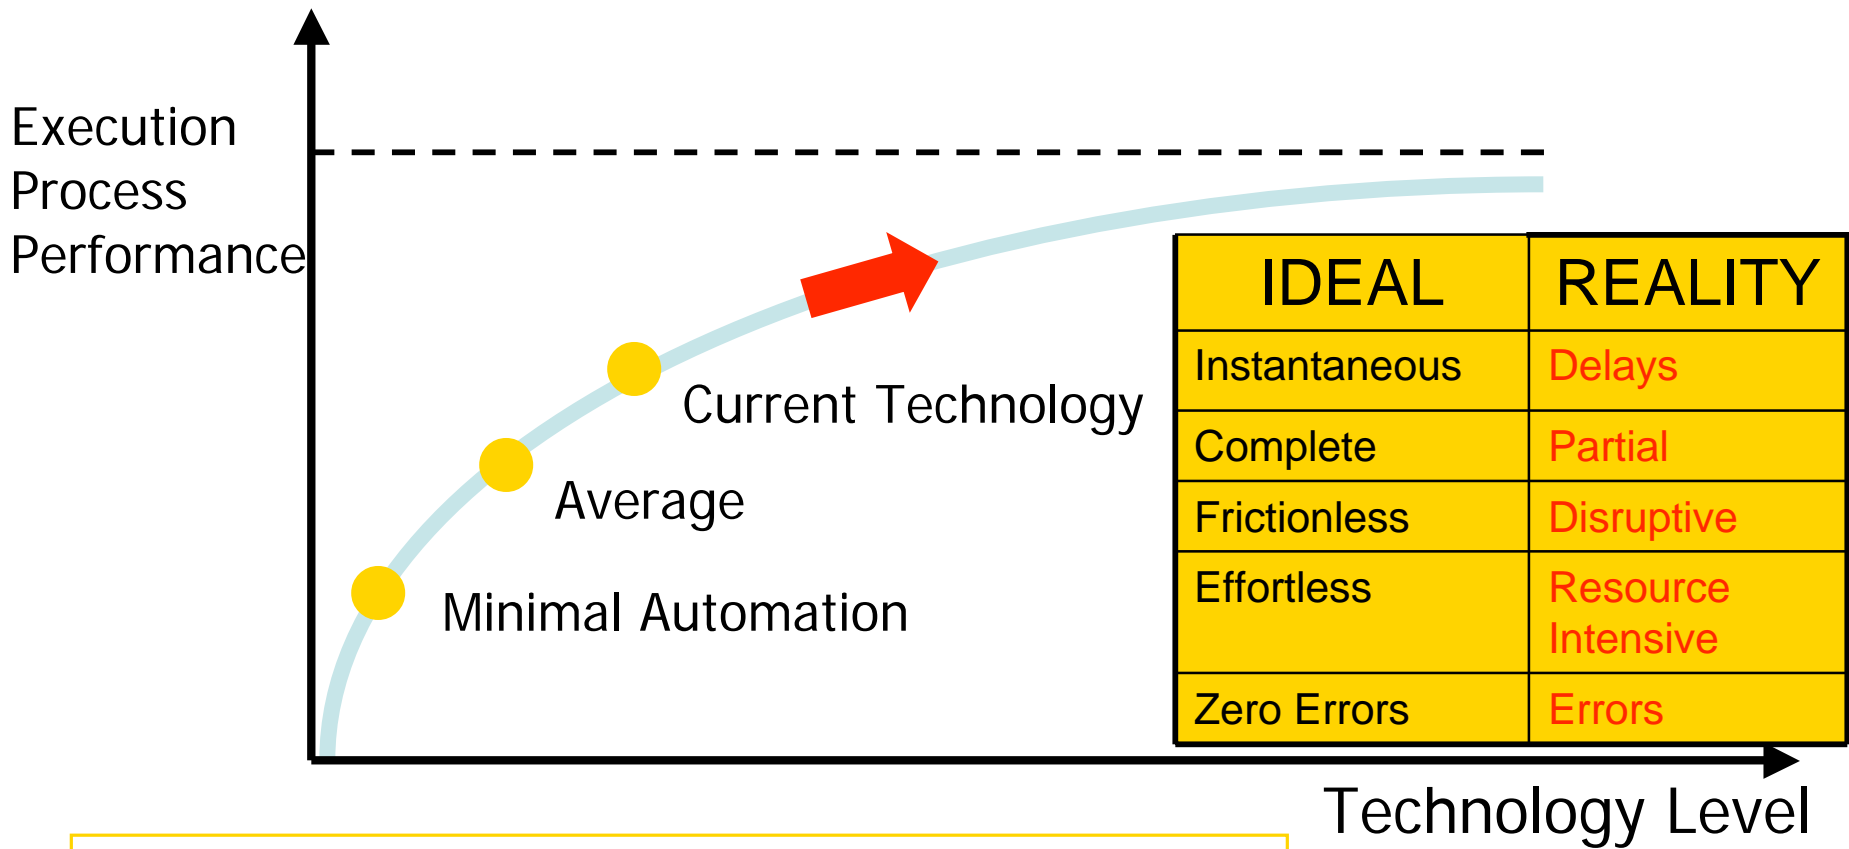 Execution
Process
Performance
Current Technology
Average
Minimal Automation
IDEAL REALITY
Instantaneous Delays
Complete Partial
Frictionless Disruptive
Effortless Resource
Intensive
Zero Errors Errors
Technology Level